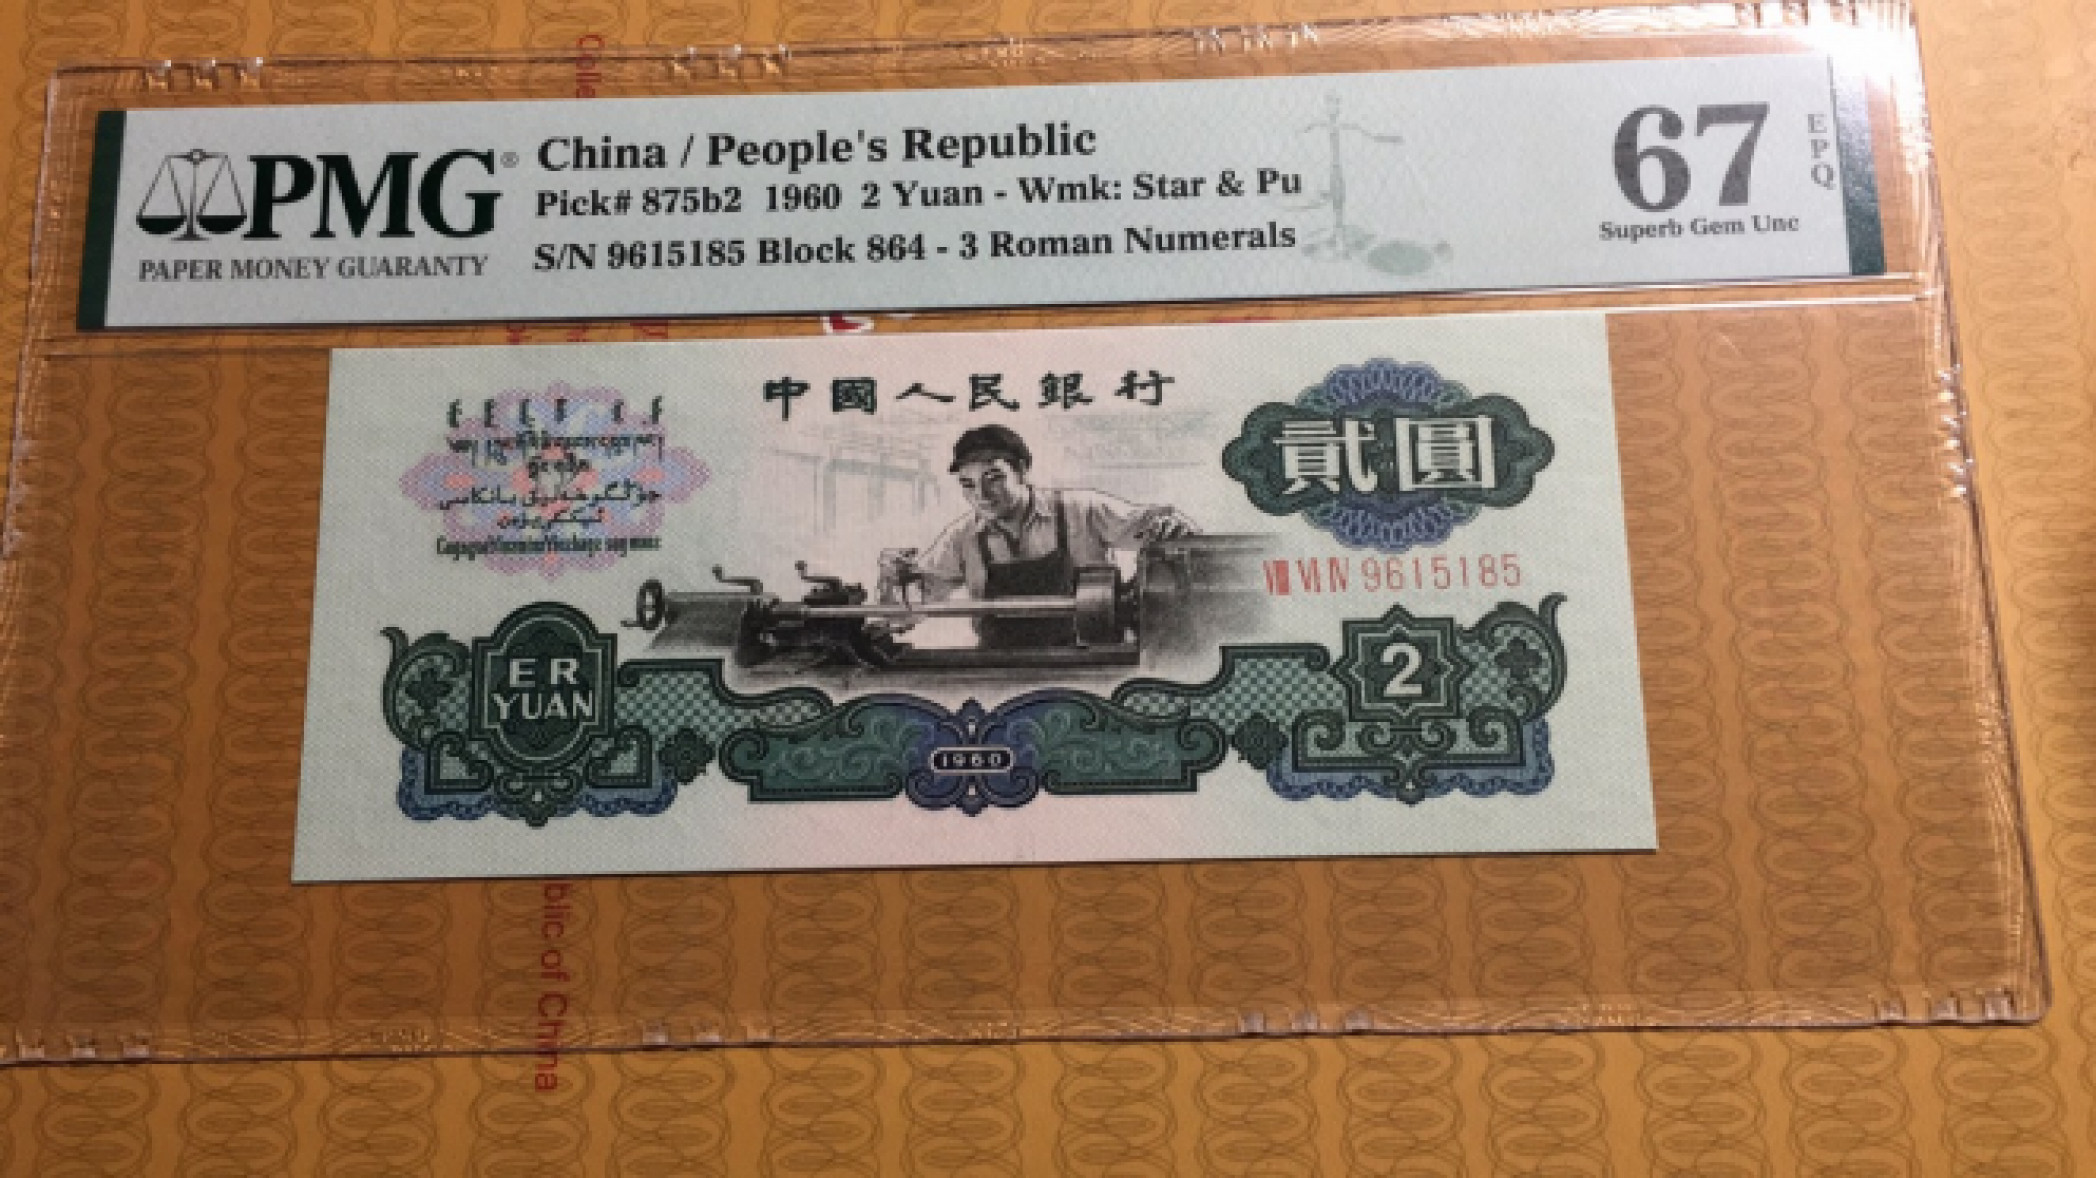 PMG®
PAPER MONEY GUARANTY
China / People's Republic
Pick# 875b2 1960 2 Yuan - Wmk: Star & Pu
S/N 9615185 Block 864 - 3 Roman Numerals
67
EPQ
Superb Gem Unc
中國人民銀行
貳圓
VIII VI IV 9615185
ER
YUAN
2
1960
Colle
blic of China